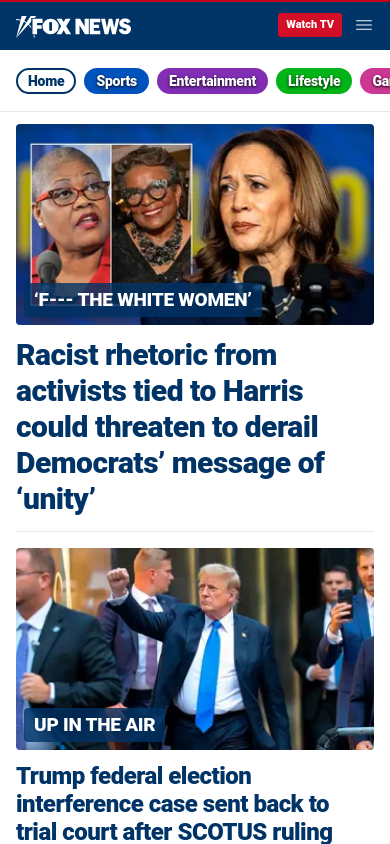 FOX NEWS
Watch TV
Home
Sports
Entertainment
Lifestyle
Ga
‘F--- THE WHITE WOMEN’
Racist rhetoric from
activists tied to Harris
could threaten to derail
Democrats’ message of
‘unity’
UP IN THE AIR
Trump federal election
interference case sent back to
trial court after SCOTUS ruling